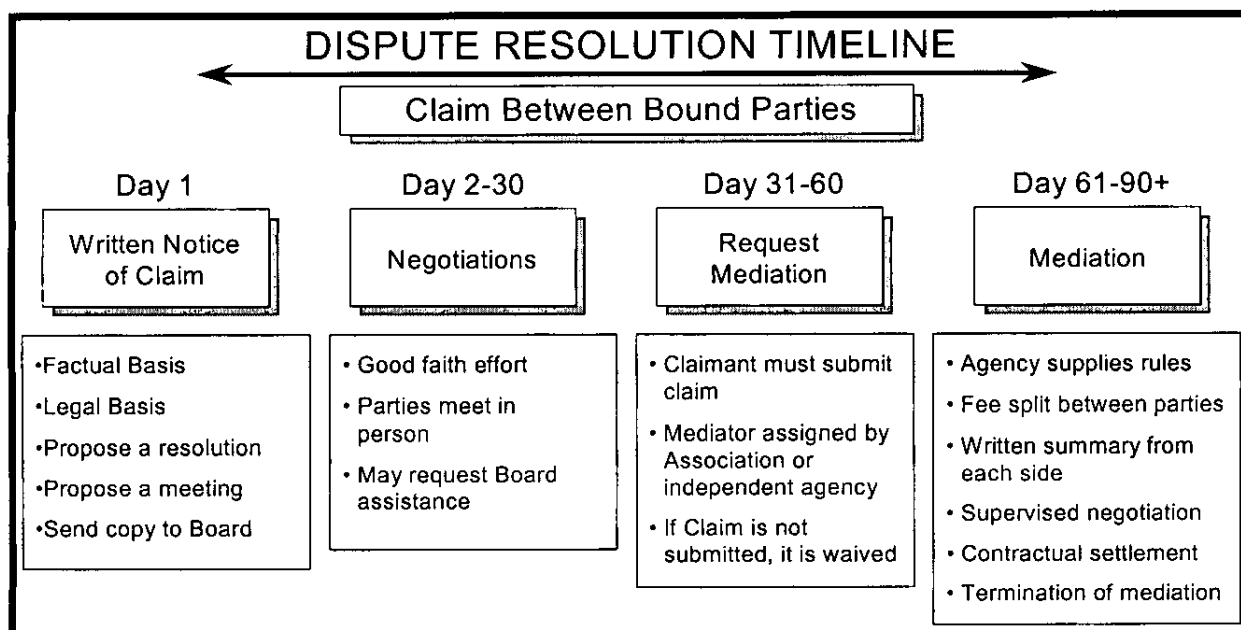 DISPUTE RESOLUTION TIMELINE
Claim Between Bound Parties
Day 1
Written Notice
of Claim
•Factual Basis
•Legal Basis
•Propose a resolution
•Propose a meeting
•Send copy to Board
Day 2-30
Negotiations
• Good faith effort
• Parties meet in
person
• May request Board
assistance
Day 31-60
Request
Mediation
• Claimant must submit
claim
• Mediator assigned by
Association or
independent agency
• If Claim is not
submitted, it is waived
Day 61-90+
Mediation
• Agency supplies rules
• Fee split between parties
• Written summary from
each side
• Supervised negotiation
• Contractual settlement
• Termination of mediation